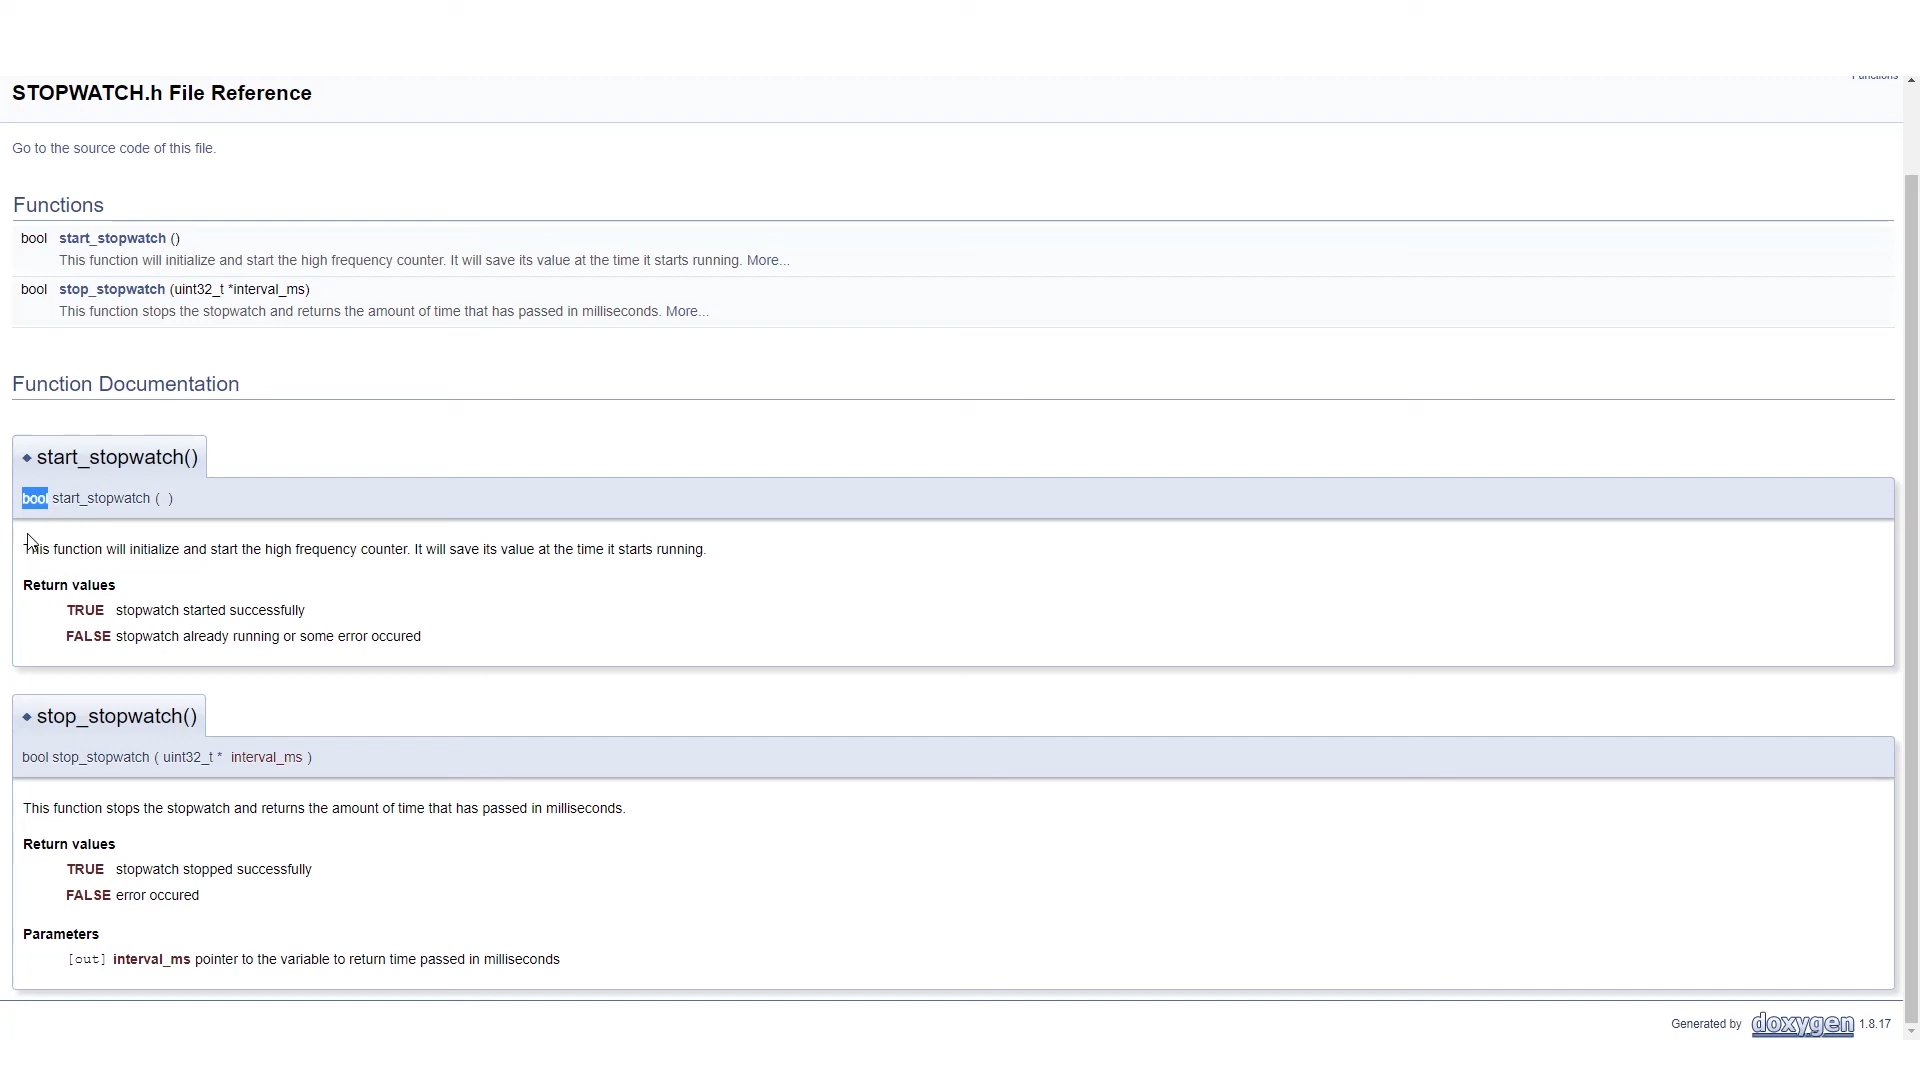 Functions
STOPWATCH.h File Reference
Go to the source code of this file.
Functions
bool start_stopwatch ()
This function will initialize and start the high frequency counter. It will save its value at the time it starts running. More...
bool stop_stopwatch (uint32_t *interval_ms)
This function stops the stopwatch and returns the amount of time that has passed in milliseconds. More...
Function Documentation
◆ start_stopwatch()
bool start_stopwatch ( )
This function will initialize and start the high frequency counter. It will save its value at the time it starts running.
Return values
TRUE stopwatch started successfully
FALSE stopwatch already running or some error occured
◆ stop_stopwatch()
bool stop_stopwatch ( uint32_t * interval_ms )
This function stops the stopwatch and returns the amount of time that has passed in milliseconds.
Return values
TRUE stopwatch stopped successfully
FALSE error occured
Parameters
[out] interval_ms pointer to the variable to return time passed in milliseconds
Generated by doxygen 1.8.17